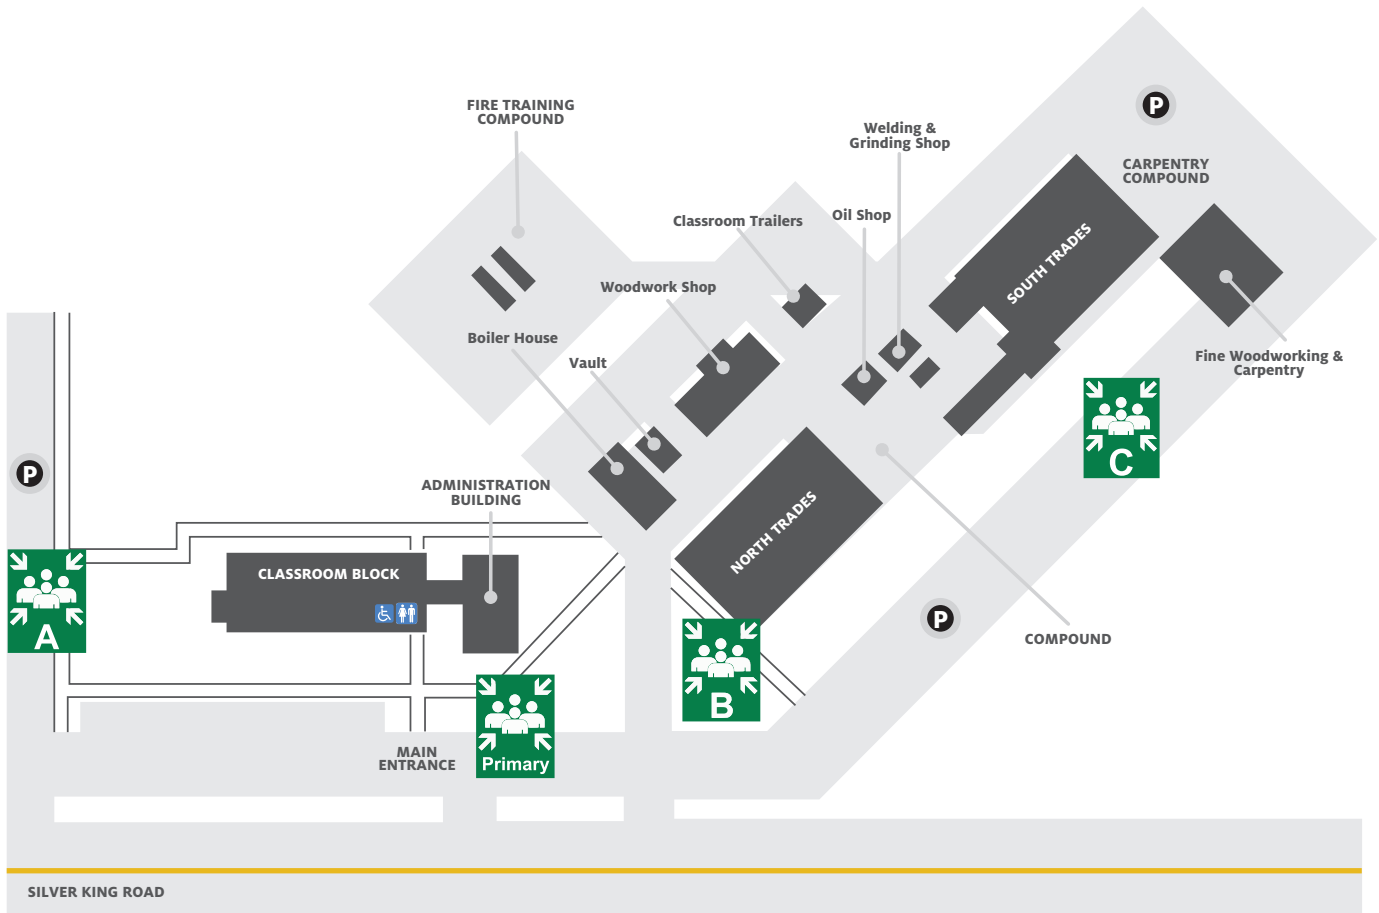 P
FIRE TRAINING
COMPOUND
Welding &
Grinding Shop
CARPENTRY
COMPOUND
Classroom Trailers
Oil Shop
SOUTH TRADES
Woodwork Shop
Boiler House
Vault
Fine Woodworking &
Carpentry
C
P
ADMINISTRATION
BUILDING
NORTH TRADES
CLASSROOM BLOCK
A
P
COMPOUND
B
MAIN
ENTRANCE
Primary
SILVER KING ROAD